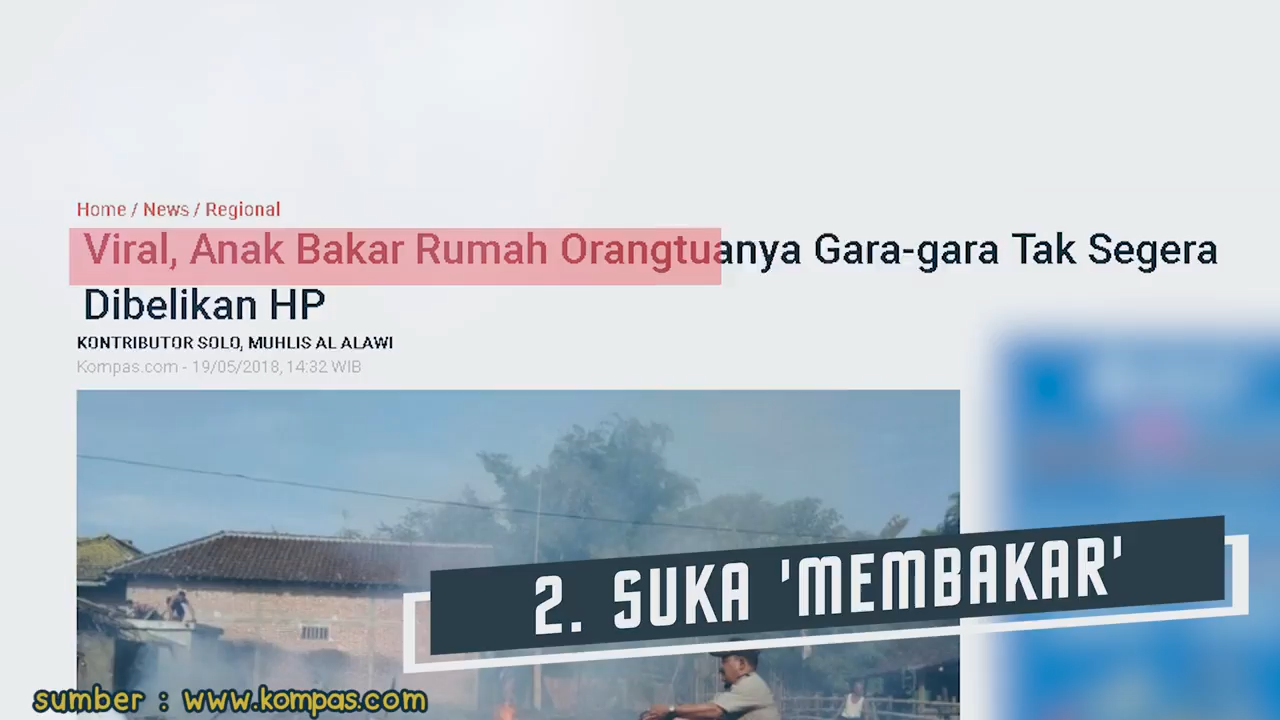 Home / News / Regional
Viral, Anak Bakar Rumah Orangtuanya Gara-gara Tak Segera
Dibelikan HP
KONTRIBUTOR SOLO, MUHLIS AL ALAWI
Kompas.com - 19/05/2018, 14:32 WIB
2. SUKA 'MEMBAKAR'
sumber : www.kompas.com